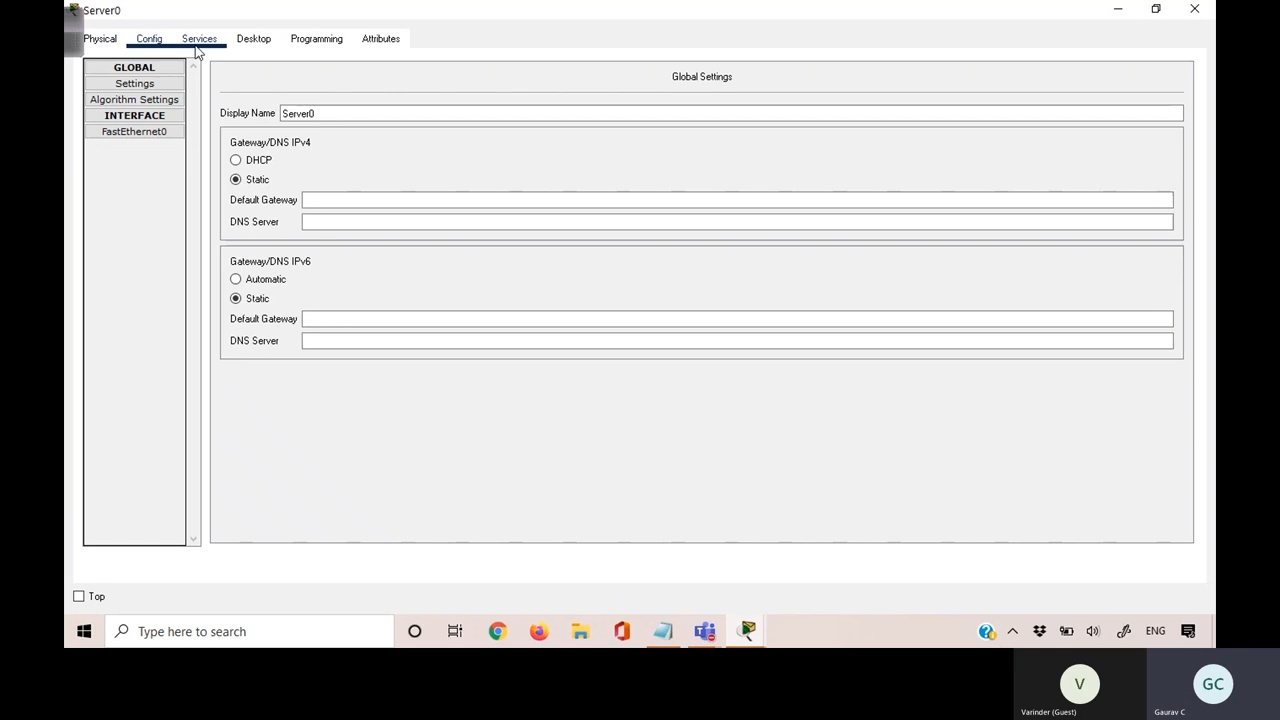 Server0
Physical Config Services Desktop Programming Attributes
GLOBAL
Settings
Algorithm Settings
INTERFACE
FastEthernet0
Global Settings
Display Name Server0
Gateway/DNS IPv4
DHCP
Static
Default Gateway
DNS Server
Gateway/DNS IPv6
Automatic
Static
Default Gateway
DNS Server
Top
Type here to search
ENG
V
GC
Varinder (Guest)
Gaurav C